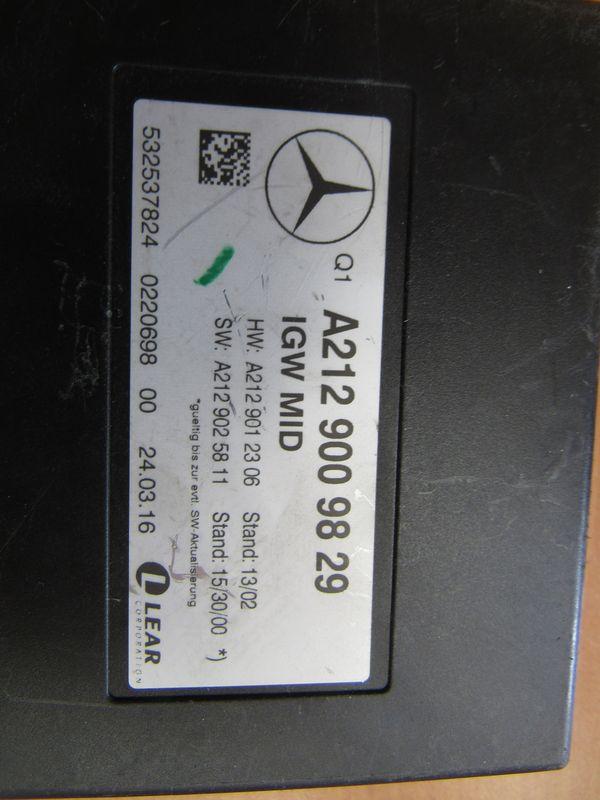 Q1 A212 900 98 29
IGW MID
HW: A212 901 23 06 Stand: 13/02
SW: A212 902 58 11 Stand: 15/30/00 *)
*gueltig bis zur evtl. SW-Aktualisierung
532537824 0220698 00 24.03.16
LEAR
CORPORATION